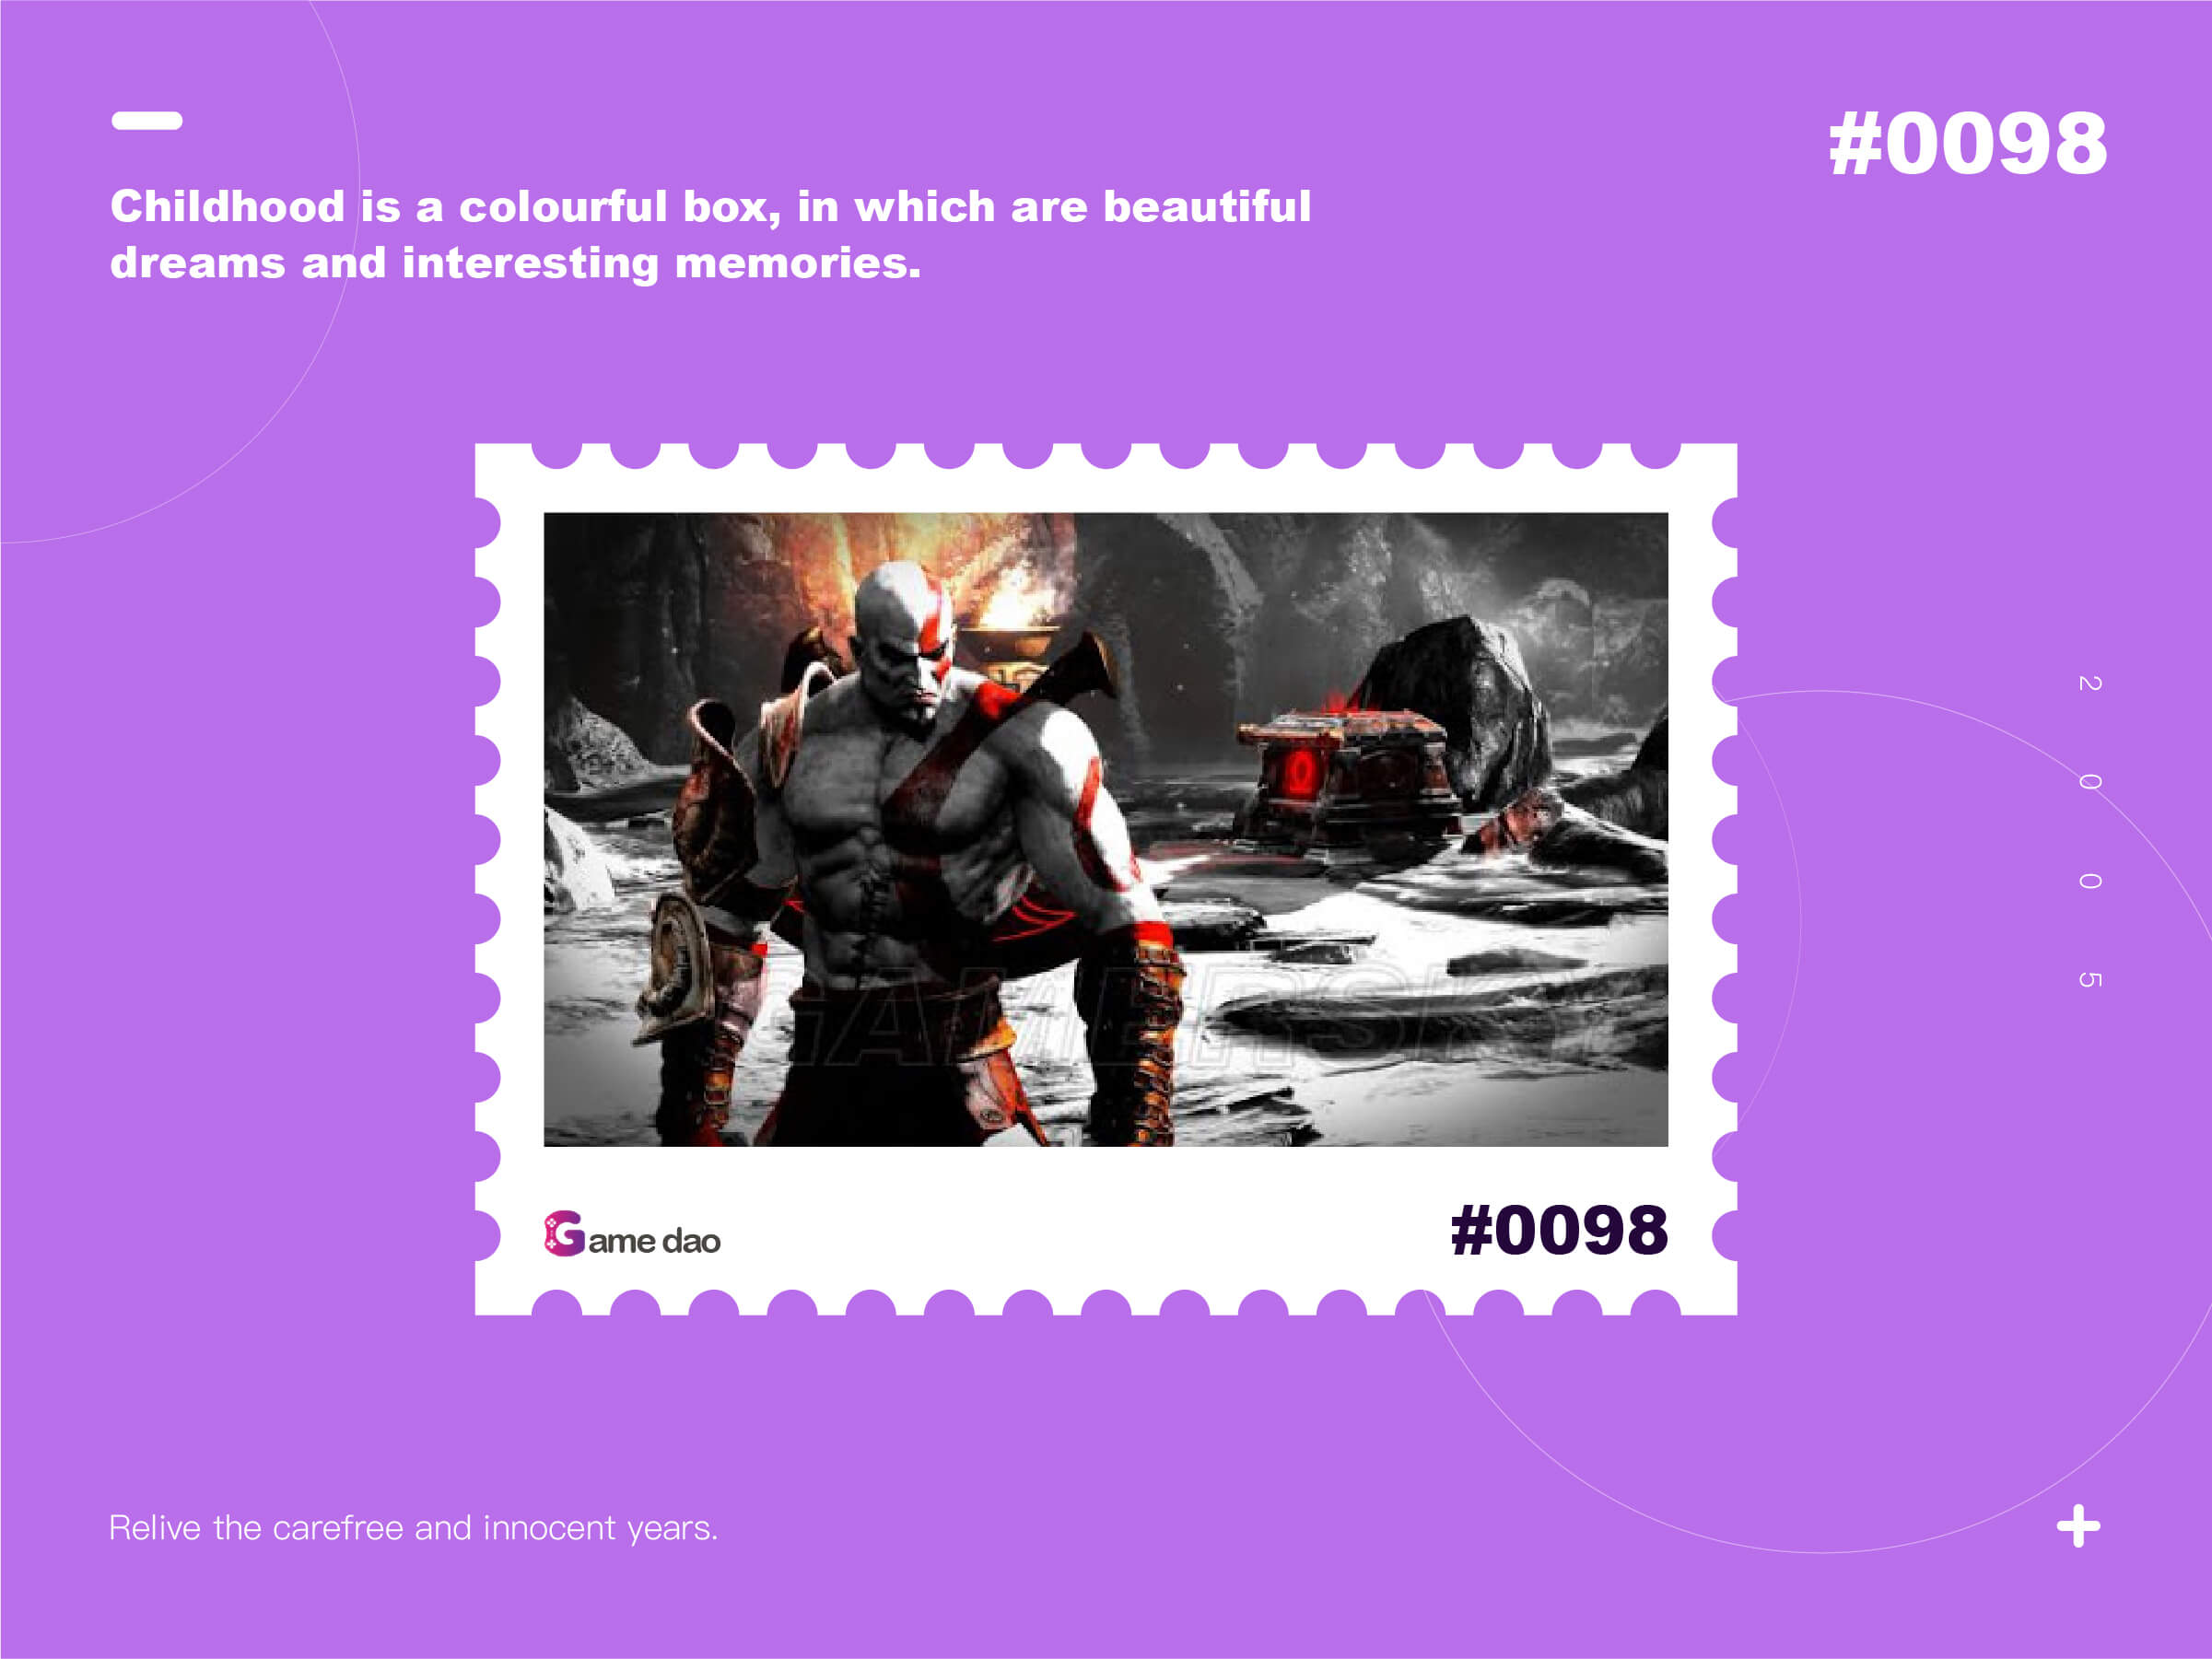 #0098
Childhood is a colourful box, in which are beautiful
dreams and interesting memories.
2005
GAMERSKY
Game dao
#0098
Relive the carefree and innocent years.